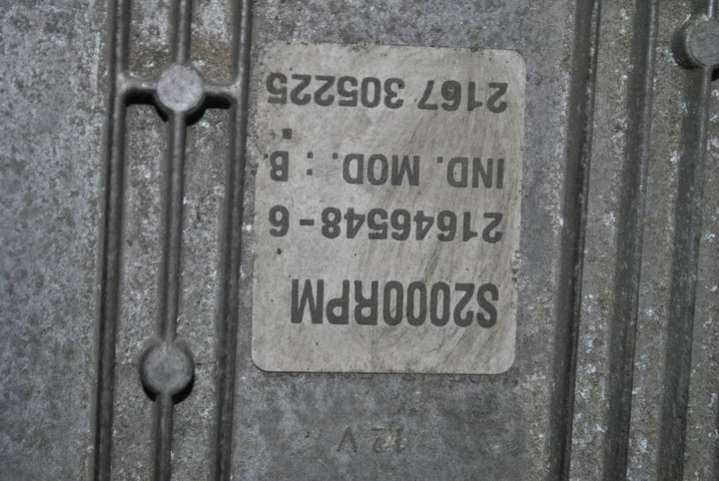 12V
S2000RPM
21646548-6
IND. MOD. : B.
2167 305225